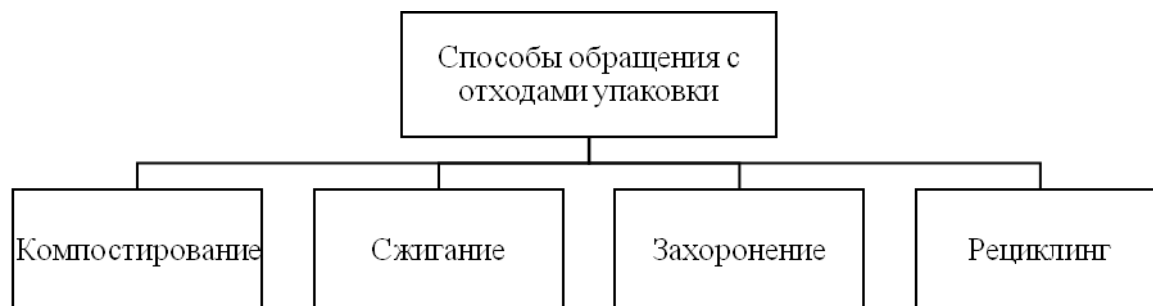 Способы обращения с
отходами упаковки
Компостирование
Сжигание
Захоронение
Рециклинг